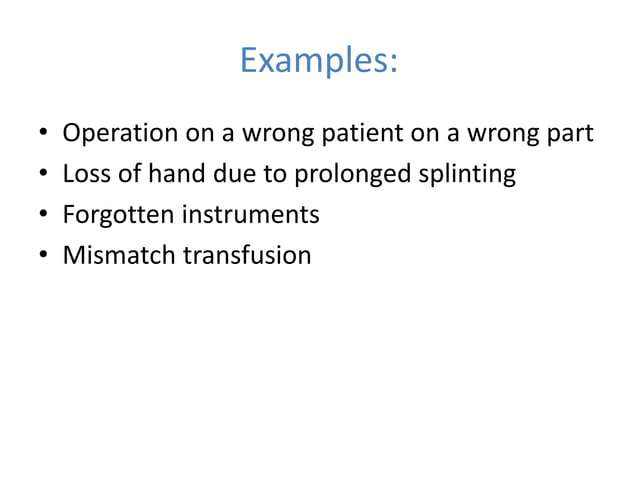 Examples:
• Operation on a wrong patient on a wrong part
• Loss of hand due to prolonged splinting
• Forgotten instruments
• Mismatch transfusion